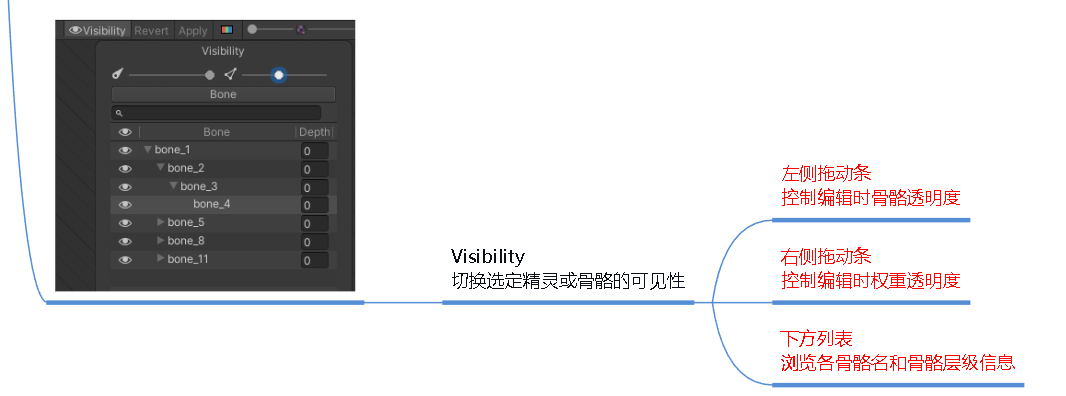 Visibility Revert Apply
Visibility
Bone
Bone Depth
bone_1 0
bone_2 0
bone_3 0
bone_4 0
bone_5 0
bone_8 0
bone_11 0
Visibility
切换选定精灵或骨骼的可见性
左侧拖动条
控制编辑时骨骼透明度
右侧拖动条
控制编辑时权重透明度
下方列表
浏览各骨骼名和骨骼层级信息